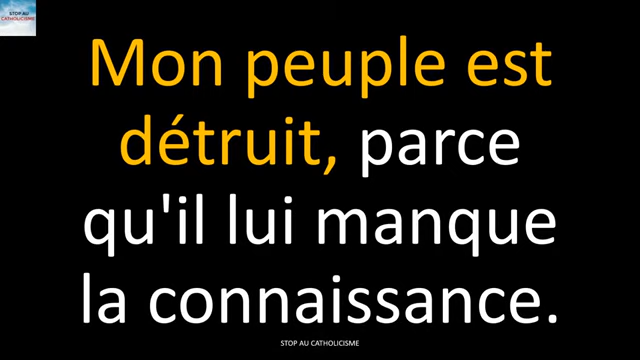 STOP AU
CATHOLICISME
Mon peuple est
détruit, parce
qu'il lui manque
la connaissance.
STOP AU CATHOLICISME